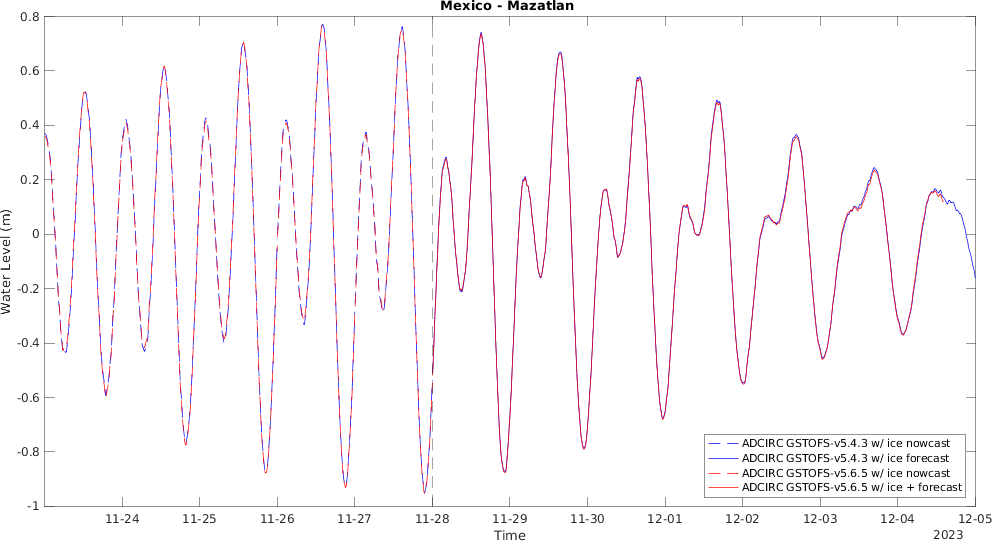 Mexico - Mazatlan
0.8
0.6
0.4
0.2
0
-0.2
-0.4
-0.6
-0.8
-1
Water Level (m)
11-24 11-25 11-26 11-27 11-28 11-29 11-30 12-01 12-02 12-03 12-04 12-05
Time
2023
ADCIRC GSTOFS-v5.4.3 w/ ice nowcast
ADCIRC GSTOFS-v5.4.3 w/ ice forecast
ADCIRC GSTOFS-v5.6.5 w/ ice nowcast
ADCIRC GSTOFS-v5.6.5 w/ ice + forecast